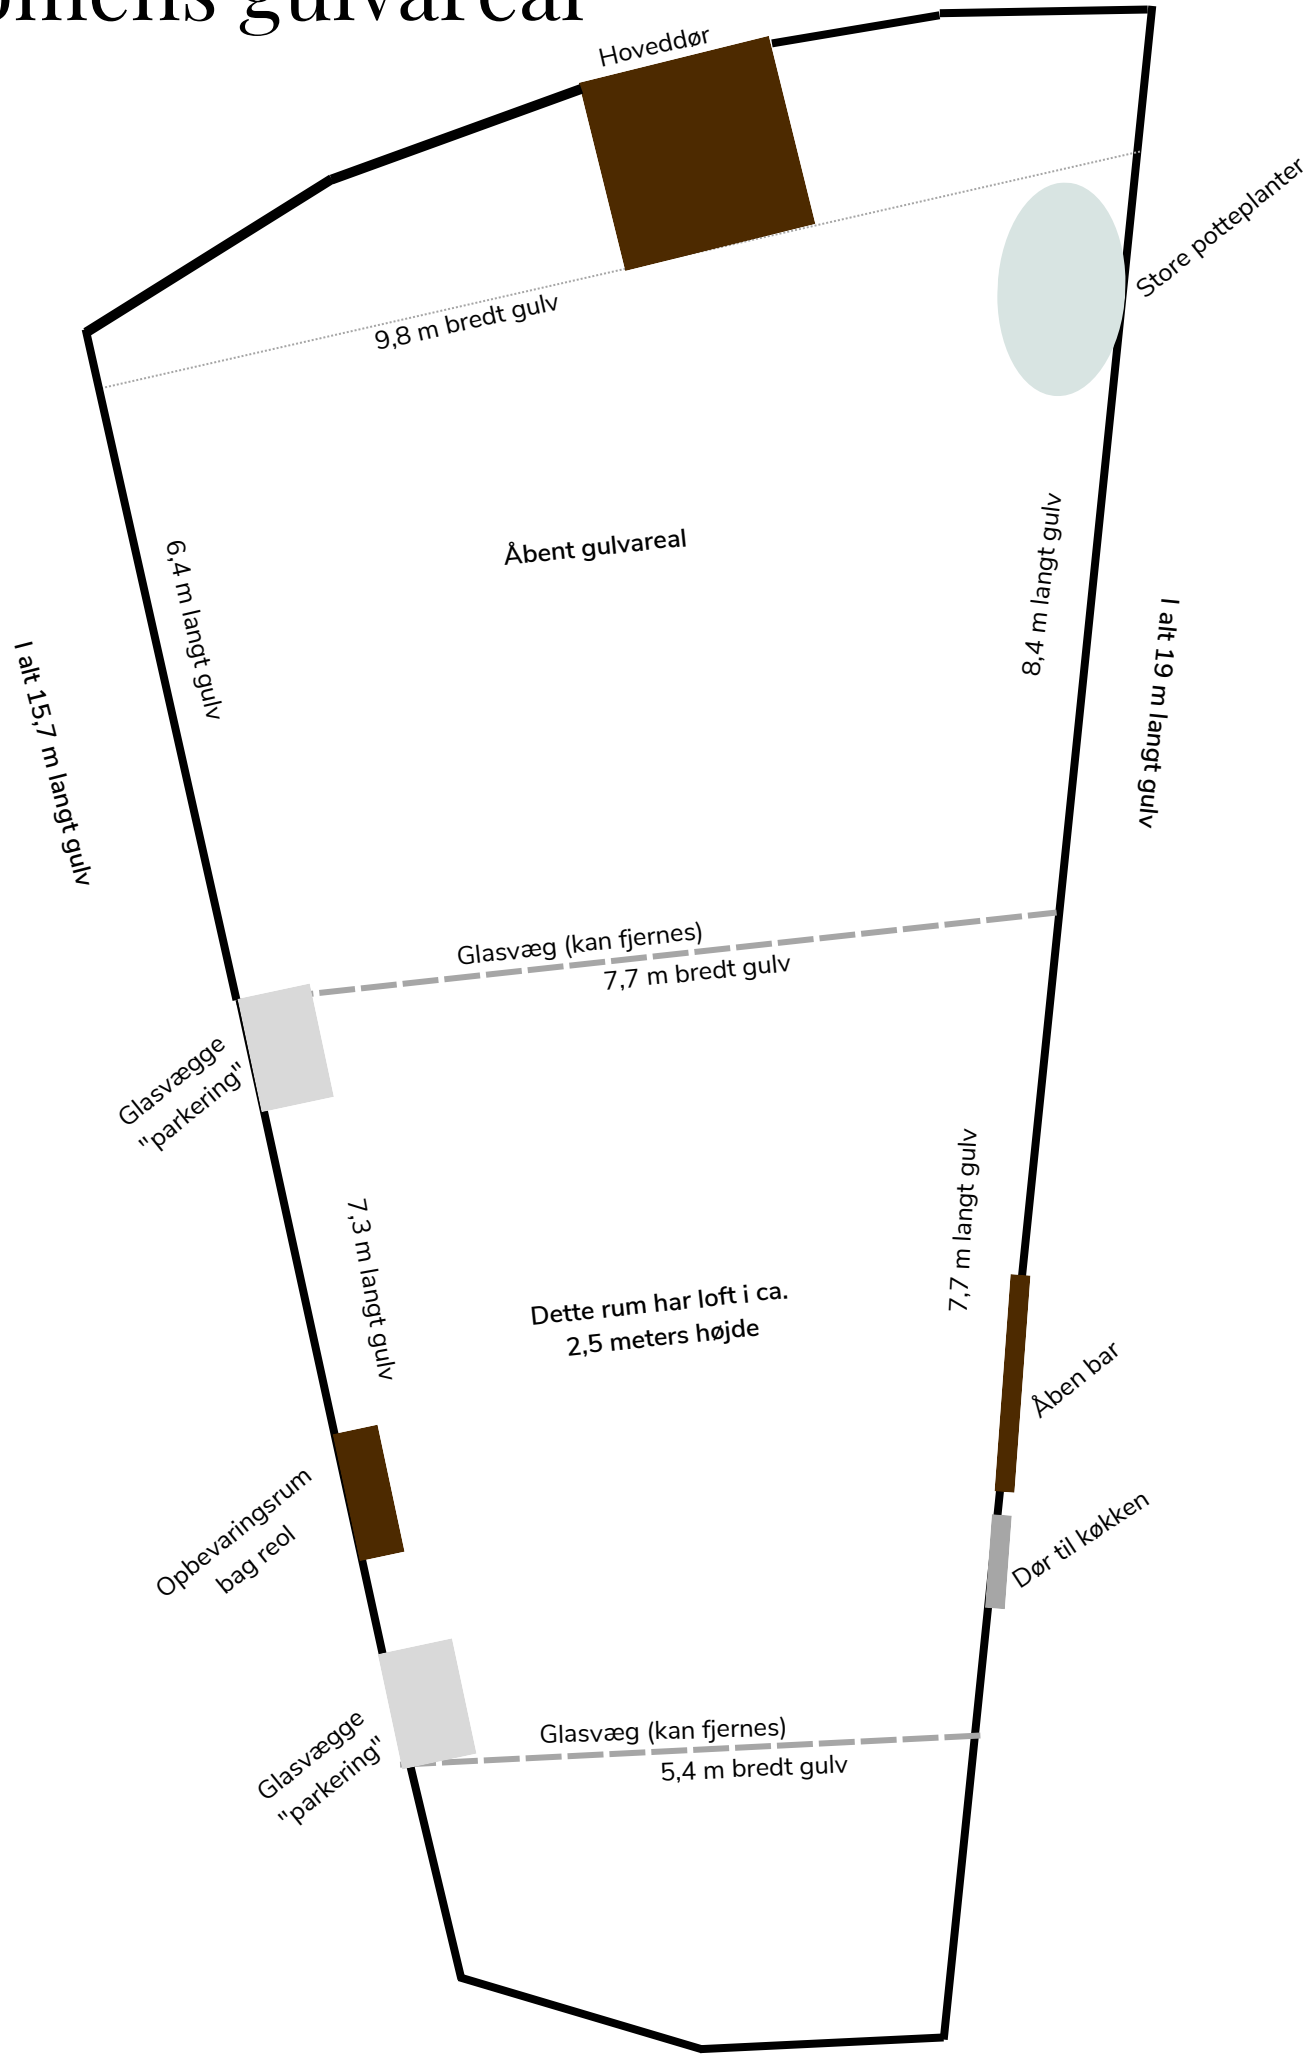 gulvareal
Hoveddør
Store potteplanter
9,8 m bredt gulv
Åbent gulvareal
6,4 m langt gulv
8,4 m langt gulv
I alt 15,7 m langt gulv
I alt 19 m langt gulv
Glasvæg (kan fjernes)
7,7 m bredt gulv
Glasvægge
"parkering"
7,3 m langt gulv
7,7 m langt gulv
Dette rum har loft i ca.
2,5 meters højde
Åben bar
Opbevaringsrum
bag reol
Dør til køkken
Glasvægge
"parkering"
Glasvæg (kan fjernes)
5,4 m bredt gulv